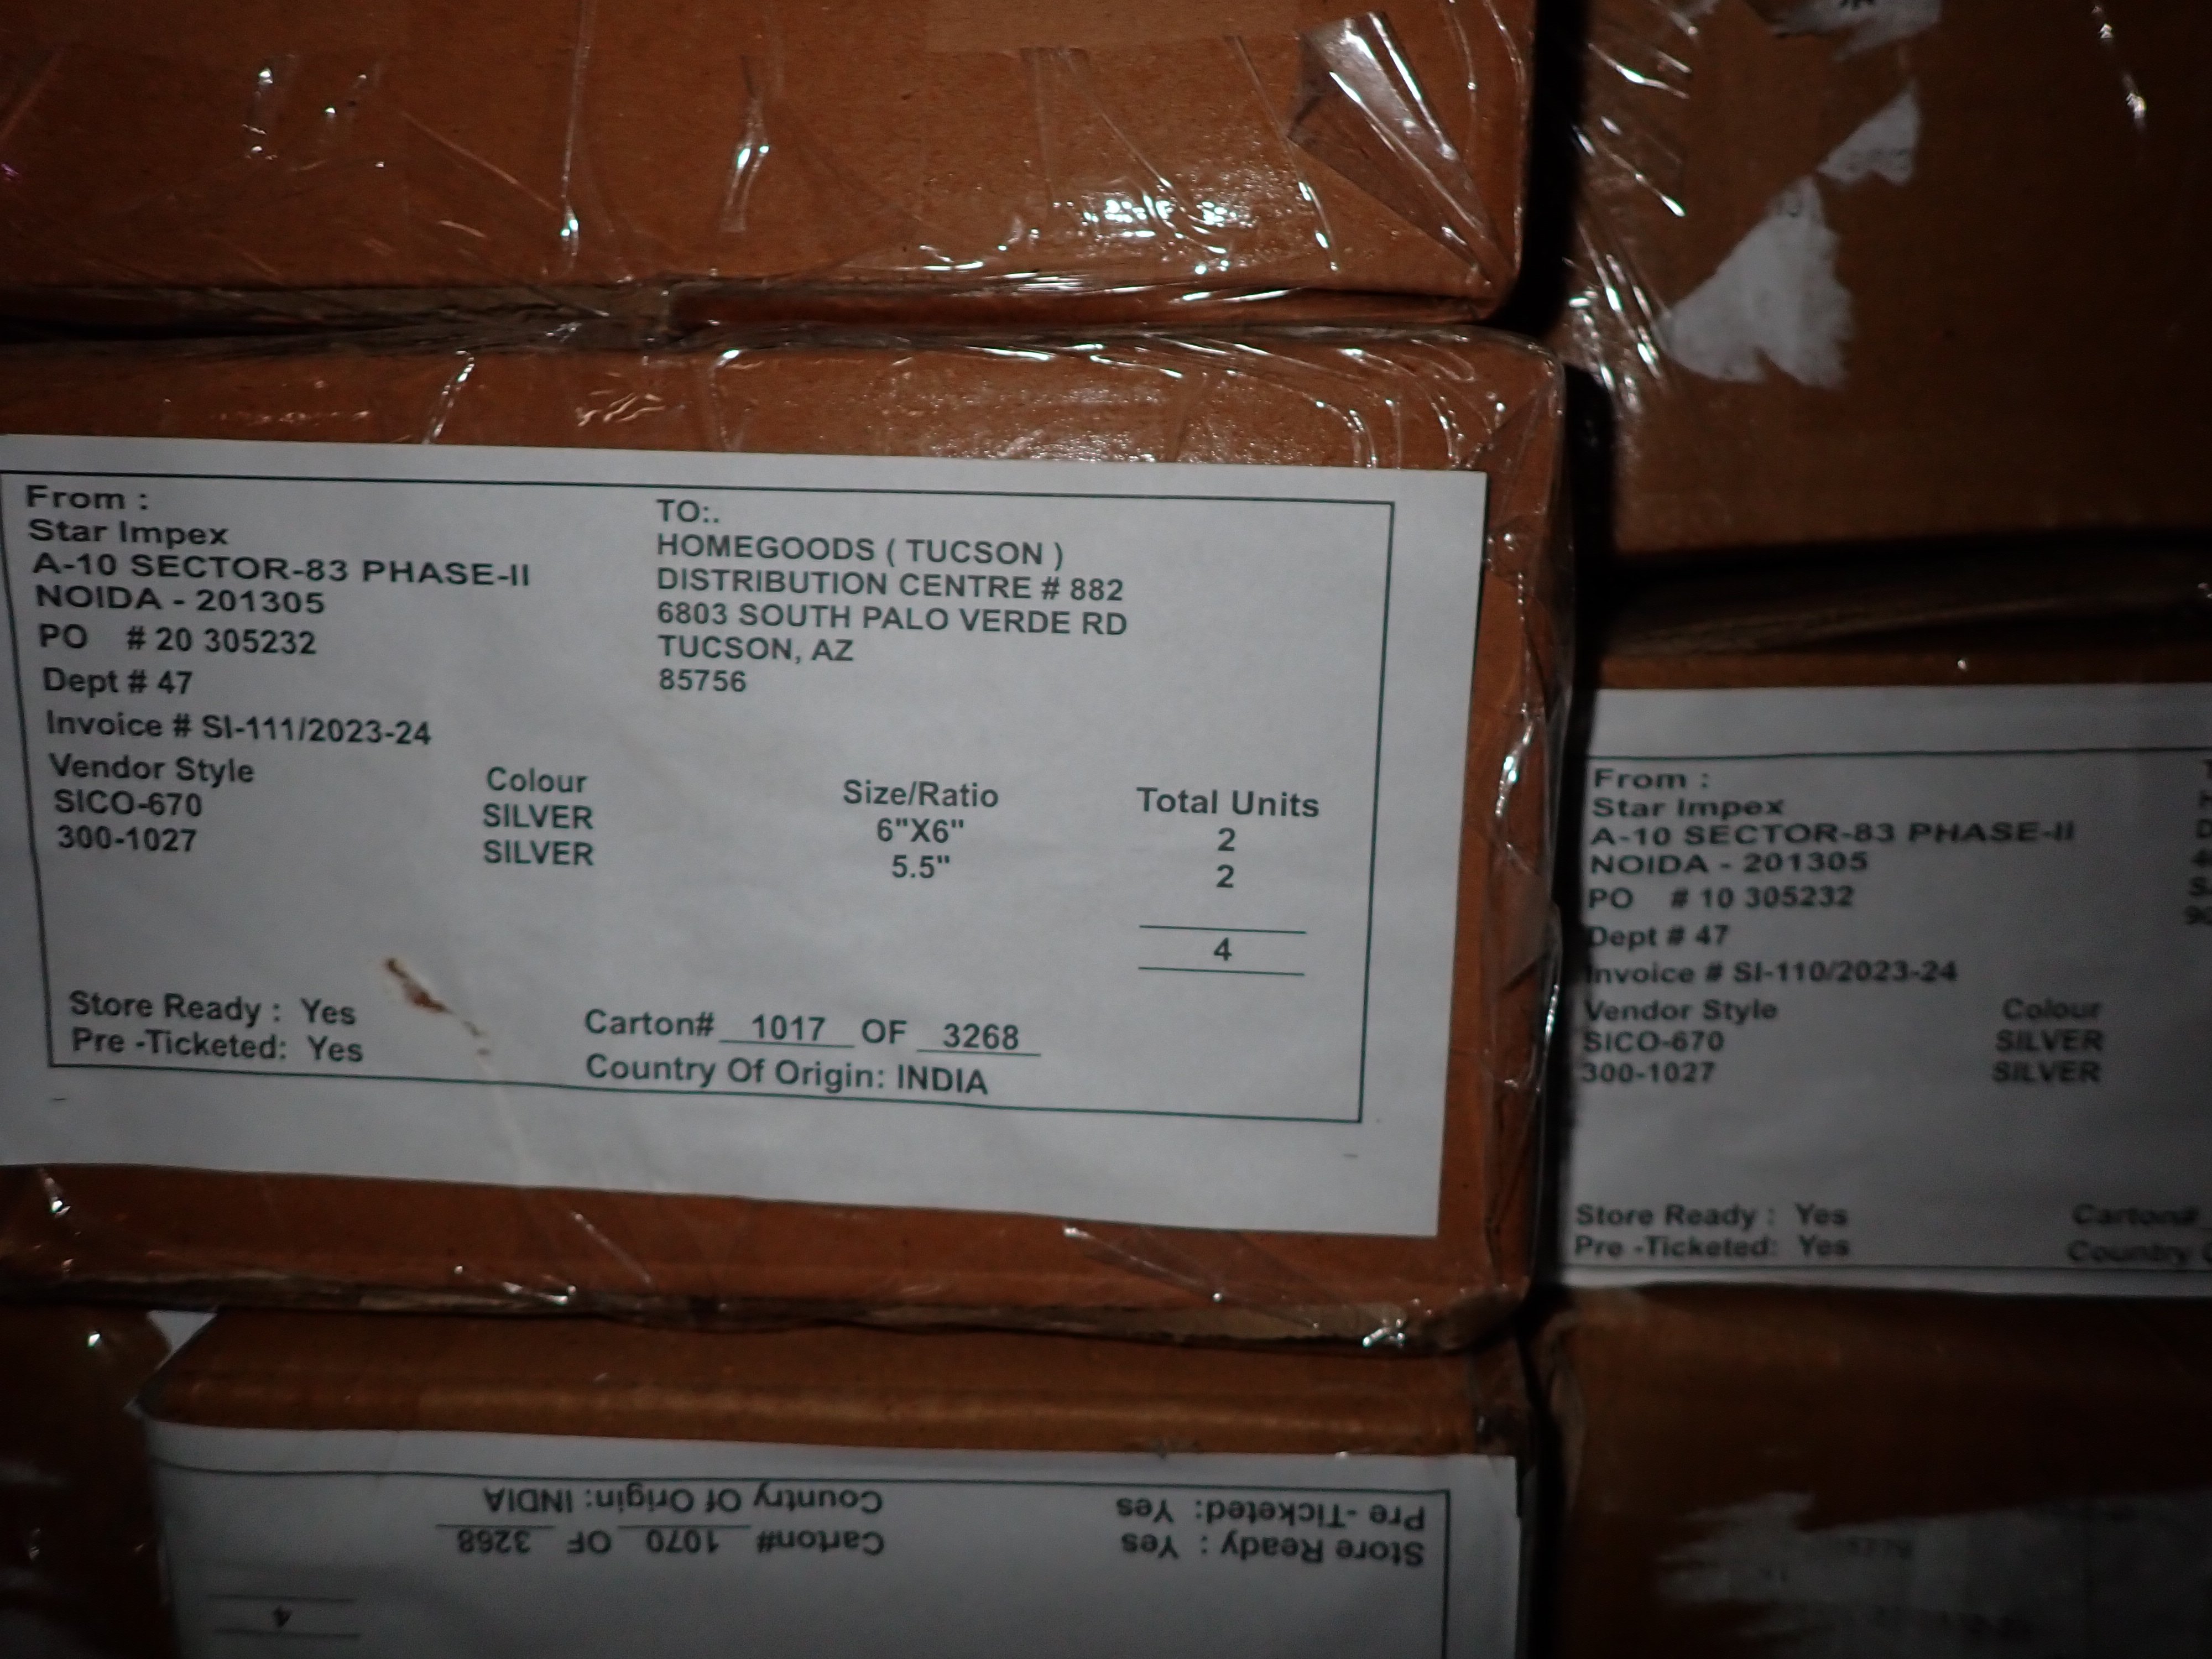 From :
Star Impex
A-10 SECTOR-83 PHASE-II
NOIDA - 201305
PO # 20 305232
Dept # 47
Invoice # SI-111/2023-24
TO:.
HOMEGOODS ( TUCSON )
DISTRIBUTION CENTRE # 882
6803 SOUTH PALO VERDE RD
TUCSON, AZ
85756
Vendor Style Colour Size/Ratio Total Units
SICO-670 SILVER 6"X6" 2
300-1027 SILVER 5.5" 2
4
Store Ready : Yes
Pre -Ticketed: Yes
Carton# 1017 OF 3268
Country Of Origin: INDIA
From :
Star Impex
A-10 SECTOR-83 PHASE-II
NOIDA - 201305
PO # 10 305232
Dept # 47
Invoice # SI-110/2023-24
Vendor Style Colour
SICO-670 SILVER
300-1027 SILVER
Store Ready : Yes Carton#
Pre -Ticketed: Yes Country
4
Store Ready : Yes Carton# 1070 OF 3268
Pre -Ticketed: Yes Country Of Origin: INDIA